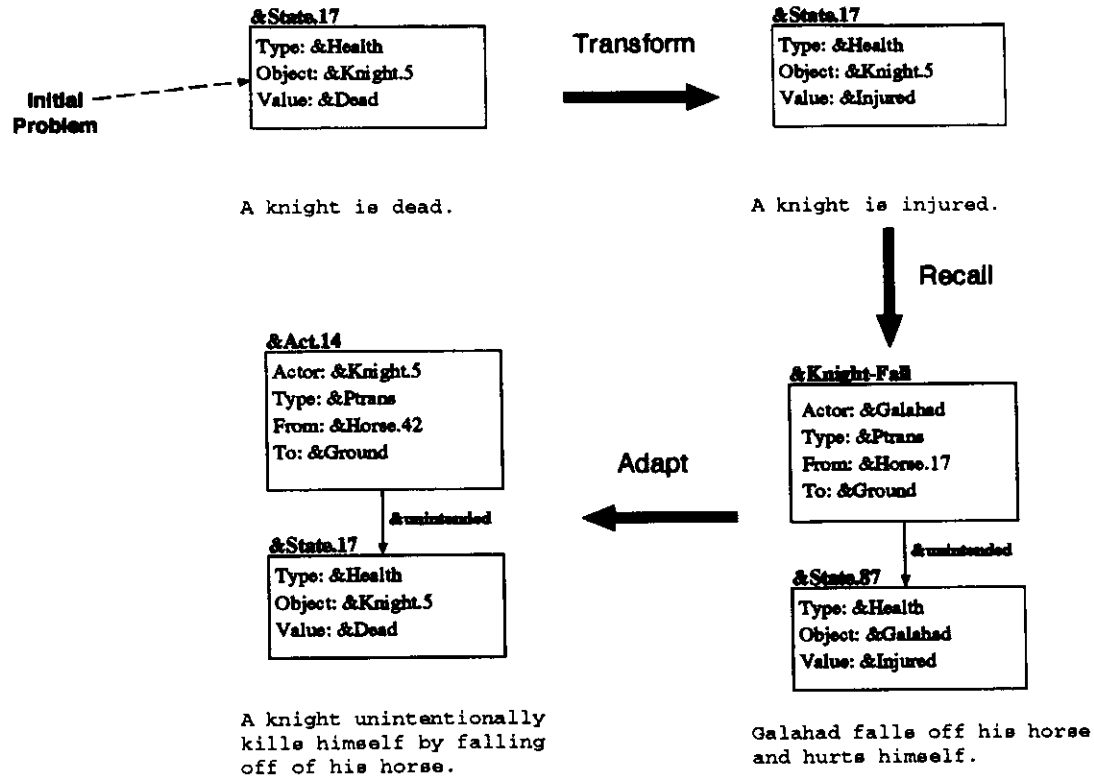 &State.17
Type: &Health
Object: &Knight.5
Value: &Dead
Initial
Problem
A knight is dead.
Transform
&State.17
Type: &Health
Object: &Knight.5
Value: &Injured
A knight is injured.
Recall
&Knight-Fall
Actor: &Galahad
Type: &Ptrans
From: &Horse.17
To: &Ground
&unintended
&State.87
Type: &Health
Object: &Galahad
Value: &Injured
Galahad falls off his horse
and hurts himself.
Adapt
&Act.14
Actor: &Knight.5
Type: &Ptrans
From: &Horse.42
To: &Ground
&unintended
&State.17
Type: &Health
Object: &Knight.5
Value: &Dead
A knight unintentionally
kills himself by falling
off of his horse.